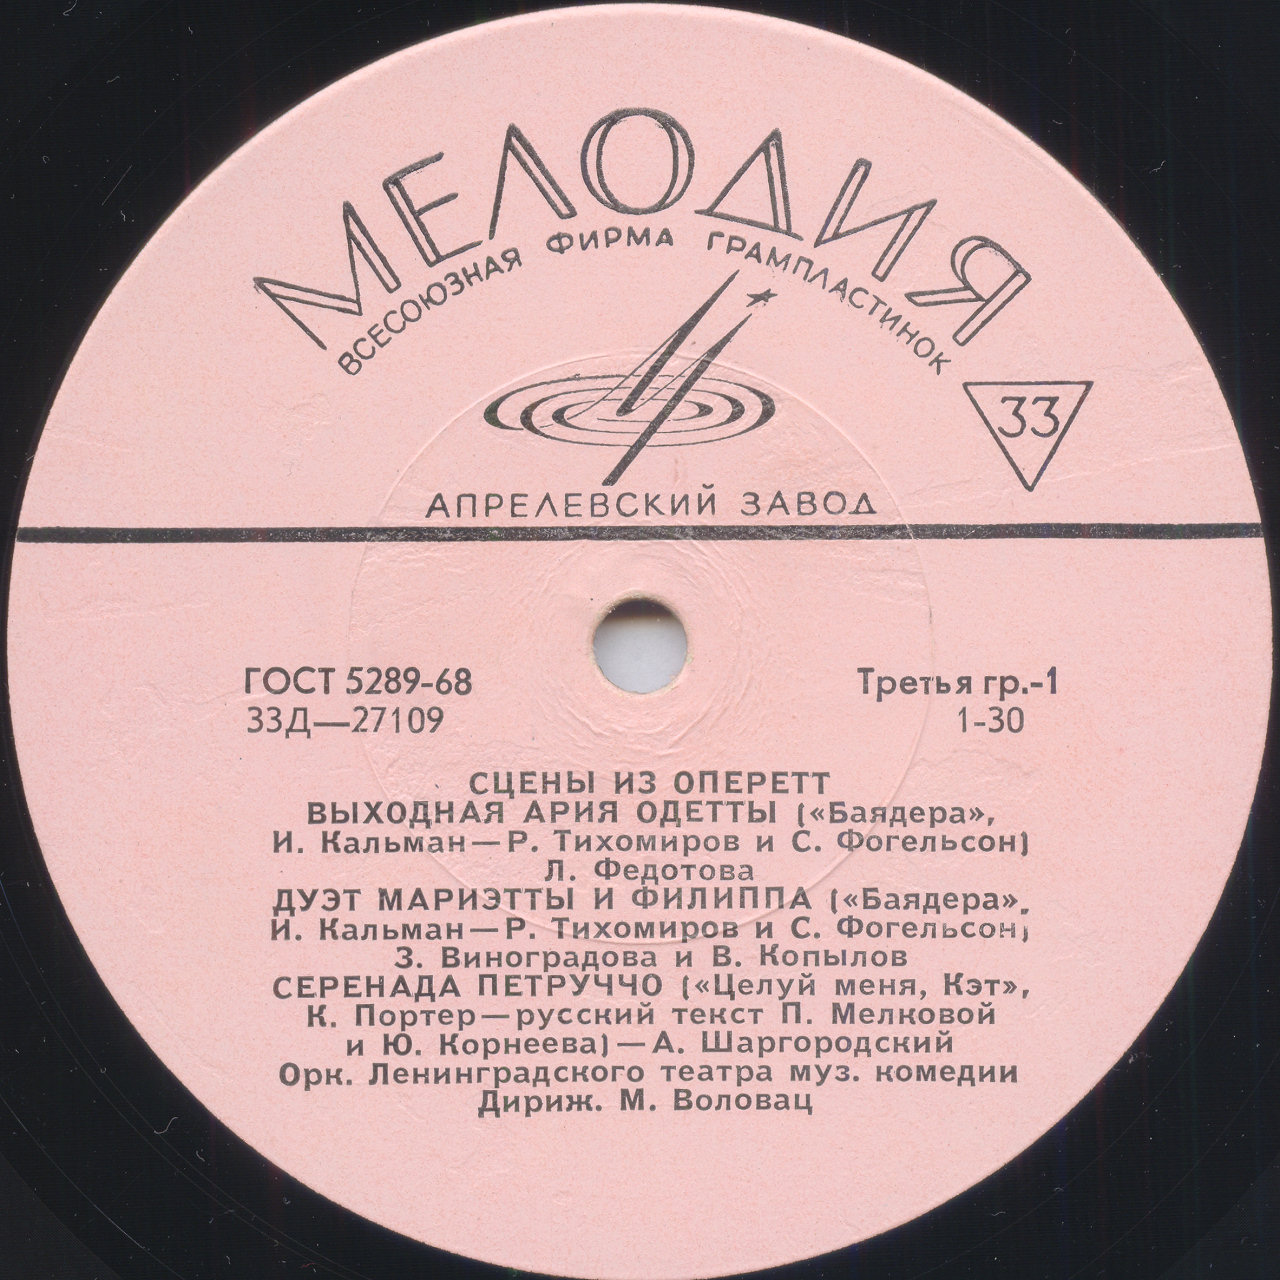 МЕЛОДИЯ
ВСЕСОЮЗНАЯ ФИРМА ГРАМПЛАСТИНОК
33
АПРЕЛЕВСКИЙ ЗАВОД
ГОСТ 5289-68 Третья гр.-1
33Д—27109 1-30
СЦЕНЫ ИЗ ОПЕРЕТТ
ВЫХОДНАЯ АРИЯ ОДЕТТЫ («Баядера»,
И. Кальман—Р. Тихомиров и С. Фогельсон)
Л. Федотова
ДУЭТ МАРИЭТТЫ И ФИЛИППА («Баядера»,
И. Кальман—Р. Тихомиров и С. Фогельсон)
З. Виноградова и В. Копылов
СЕРЕНАДА ПЕТРУЧЧО («Целуй меня, Кэт»,
К. Портер—русский текст П. Мелковой
и Ю. Корнеева)—А. Шаргородский
Орк. Ленинградского театра муз. комедии
Дириж. М. Воловац